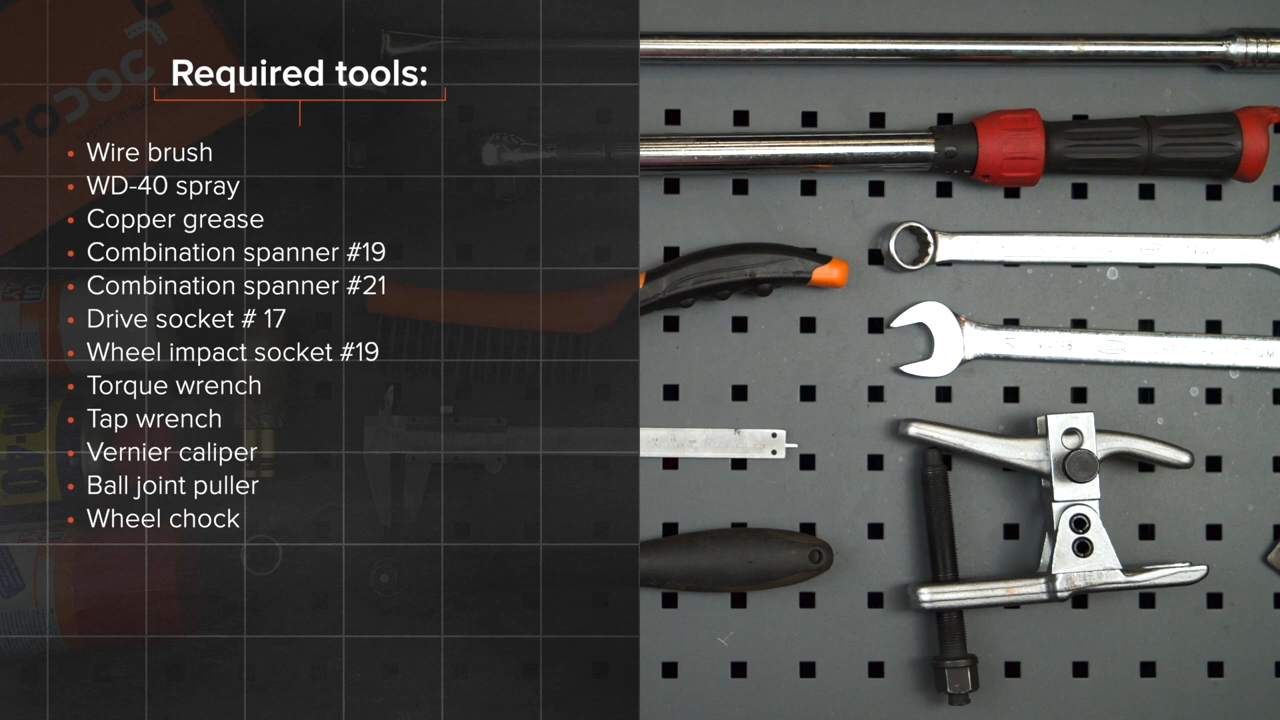 TODOC
Required tools:
Wire brush
WD-40 spray
Copper grease
Combination spanner #19
Combination spanner #21
Drive socket # 17
Wheel impact socket #19
Torque wrench
Tap wrench
Vernier caliper
Ball joint puller
Wheel chock